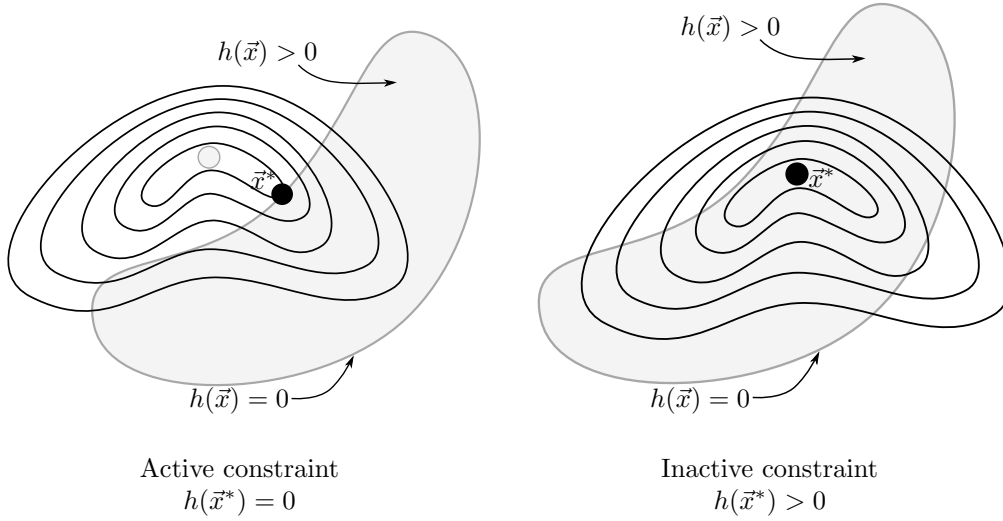 h(x⃗) > 0
x⃗*
h(x⃗) = 0
Active constraint
h(x⃗*) = 0
h(x⃗) > 0
x⃗*
h(x⃗) = 0
Inactive constraint
h(x⃗*) > 0